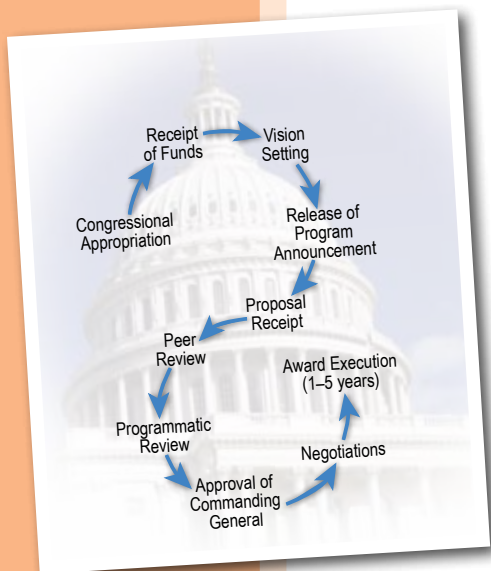 Congressional
Appropriation
Receipt
of Funds
Vision
Setting
Release of
Program
Announcement
Proposal
Receipt
Peer
Review
Programmatic
Review
Approval of
Commanding
General
Negotiations
Award Execution
(1–5 years)